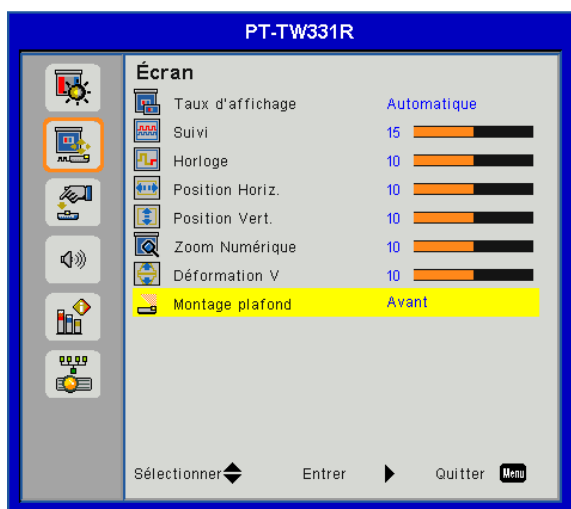 PT-TW331R
Écran
Taux d'affichage Automatique
Suivi 15
Horloge 10
Position Horiz. 10
Position Vert. 10
Zoom Numérique 10
Déformation V 10
Montage plafond Avant
Sélectionner Entrer Quitter Menu